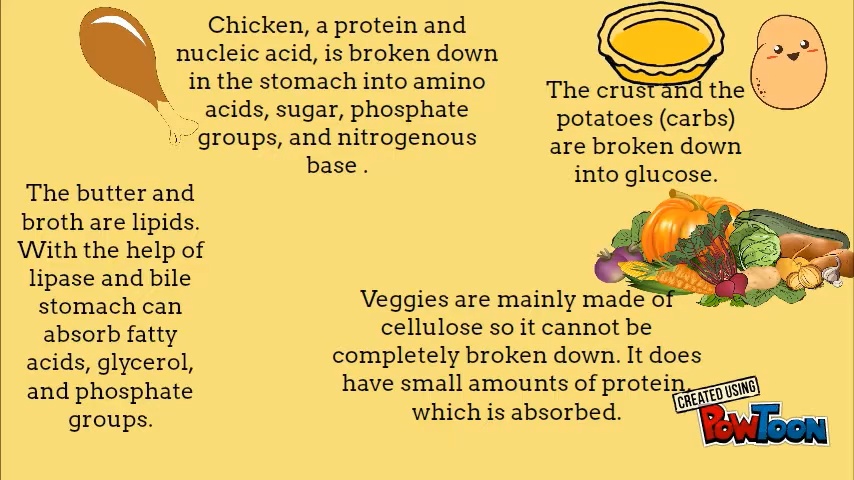 Chicken, a protein and
nucleic acid, is broken down
in the stomach into amino
acids, sugar, phosphate
groups, and nitrogenous
base .
The crust and the
potatoes (carbs)
are broken down
into glucose.
The butter and
broth are lipids.
With the help of
lipase and bile
stomach can
absorb fatty
acids, glycerol,
and phosphate
groups.
Veggies are mainly made of
cellulose so it cannot be
completely broken down. It does
have small amounts of protein,
which is absorbed.
CREATED USING
POWTOON